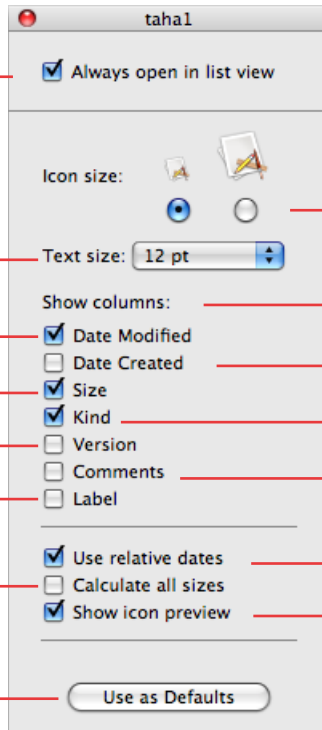 taha1
Always open in list view
Icon size:
Text size: 12 pt
Show columns:
Date Modified
Date Created
Size
Kind
Version
Comments
Label
Use relative dates
Calculate all sizes
Show icon preview
Use as Defaults